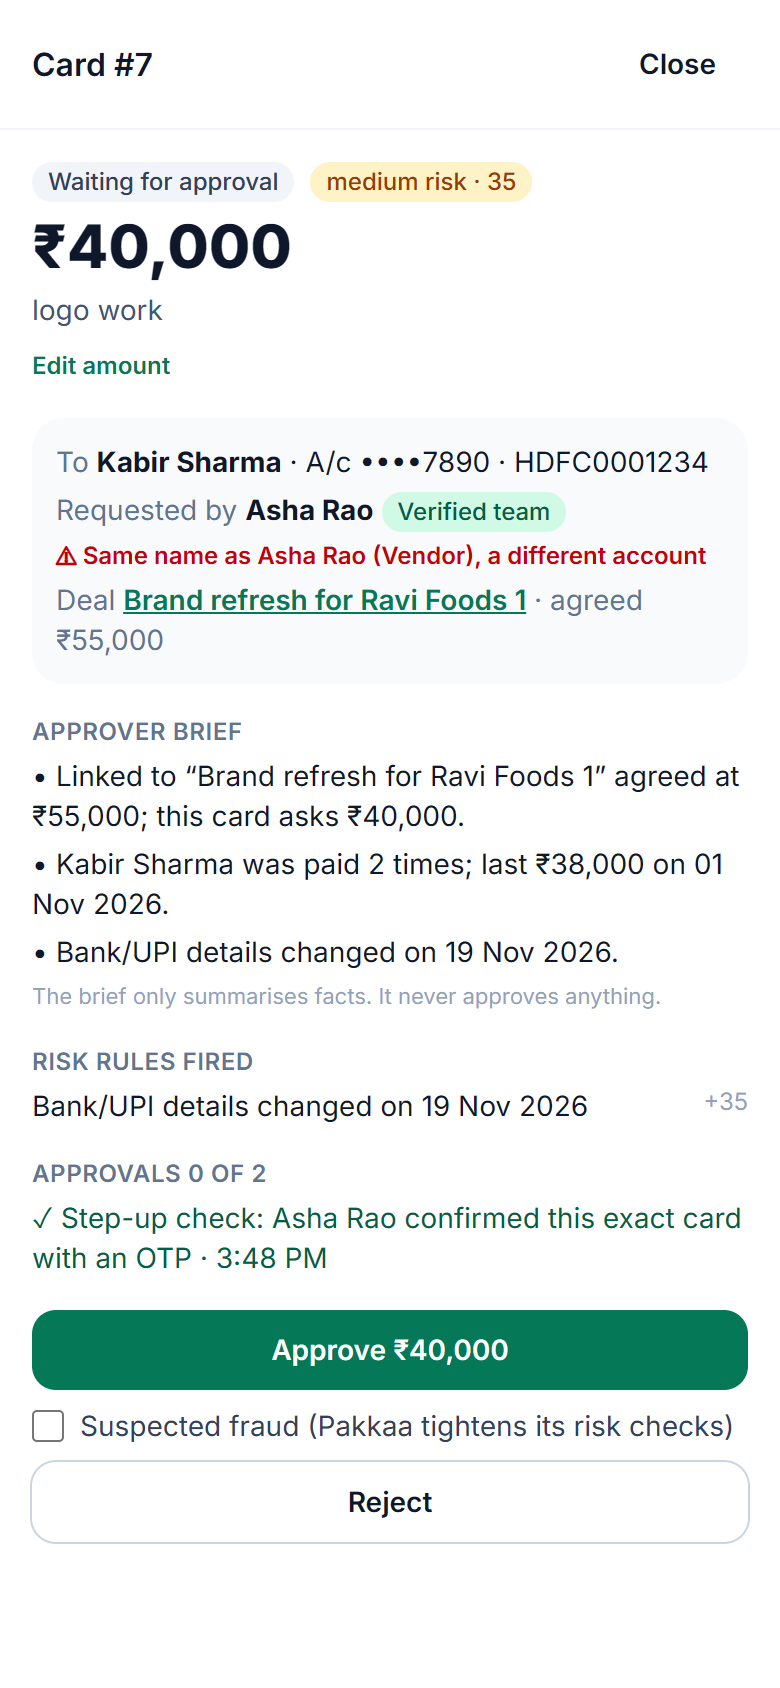 Card #7
Close
Waiting for approval
medium risk · 35
₹40,000
logo work
Edit amount
To Kabir Sharma · A/c ••••7890 · HDFC0001234
Requested by Asha Rao Verified team
⚠ Same name as Asha Rao (Vendor), a different account
Deal Brand refresh for Ravi Foods 1 · agreed
₹55,000
APPROVER BRIEF
• Linked to “Brand refresh for Ravi Foods 1” agreed at
₹55,000; this card asks ₹40,000.
• Kabir Sharma was paid 2 times; last ₹38,000 on 01
Nov 2026.
• Bank/UPI details changed on 19 Nov 2026.
The brief only summarises facts. It never approves anything.
RISK RULES FIRED
Bank/UPI details changed on 19 Nov 2026 +35
APPROVALS 0 OF 2
✓ Step-up check: Asha Rao confirmed this exact card
with an OTP · 3:48 PM
Approve ₹40,000
Suspected fraud (Pakkaa tightens its risk checks)
Reject